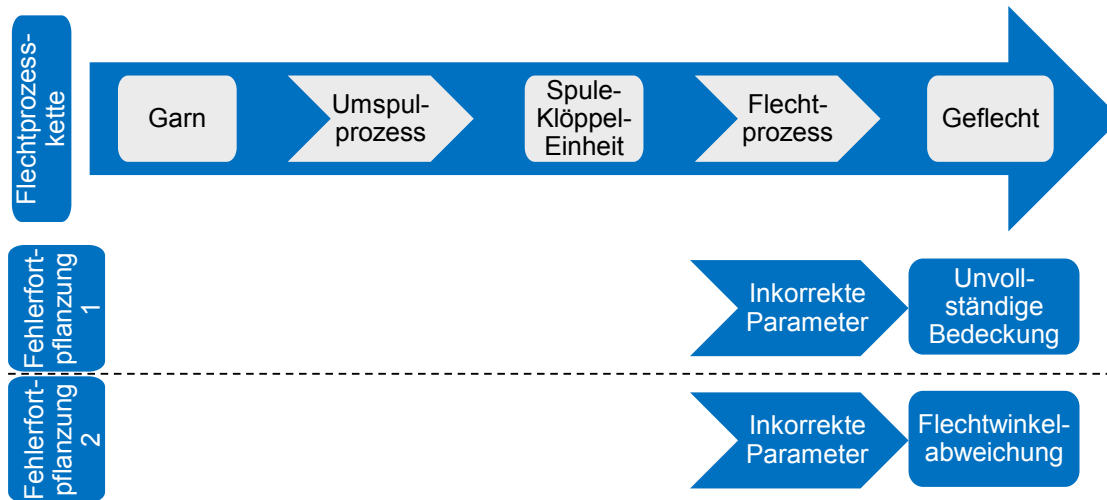 Flechtprozess-
kette
Garn
Umspul-
prozess
Spule-
Klöppel-
Einheit
Flecht-
prozess
Geflecht
Fehlerfort-
pflanzung
1
Inkorrekte
Parameter
Unvoll-
ständige
Bedeckung
Fehlerfort-
pflanzung
2
Inkorrekte
Parameter
Flechtwinkel-
abweichung